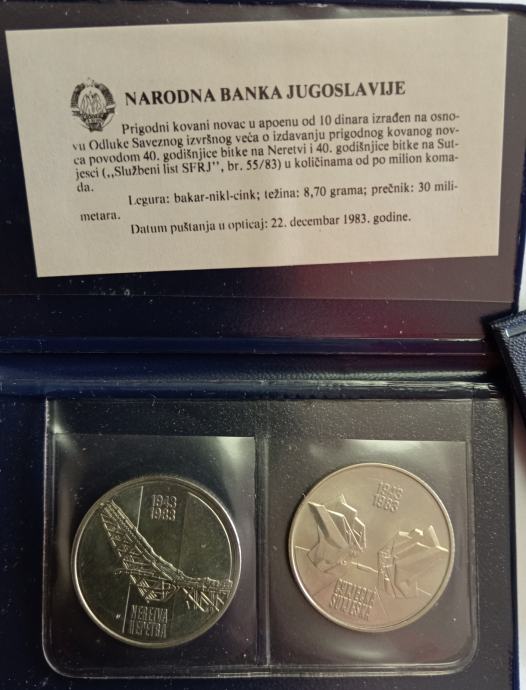 NARODNA BANKA JUGOSLAVIJE
Prigodni kovani novac u apoenu od 10 dinara izrađen na osno-
vu Odluke Saveznog izvršnog veća o izdavanju prigodnog kovanog nov-
ca povodom 40. godišnjice bitke na Neretvi i 40. godišnjice bitke na Sut-
jesci („Službeni list SFRJ”, br. 55/83) u količinama od po milion koma-
da.
Legura: bakar-nikl-cink; težina: 8,70 grama; prečnik: 30 mili-
metara.
Datum puštanja u opticaj: 22. decembar 1983. godine.
1943
1983
NERETVA
НЕРЕТВА
1943
1983
СУТЈЕСКА
SUTJESKA